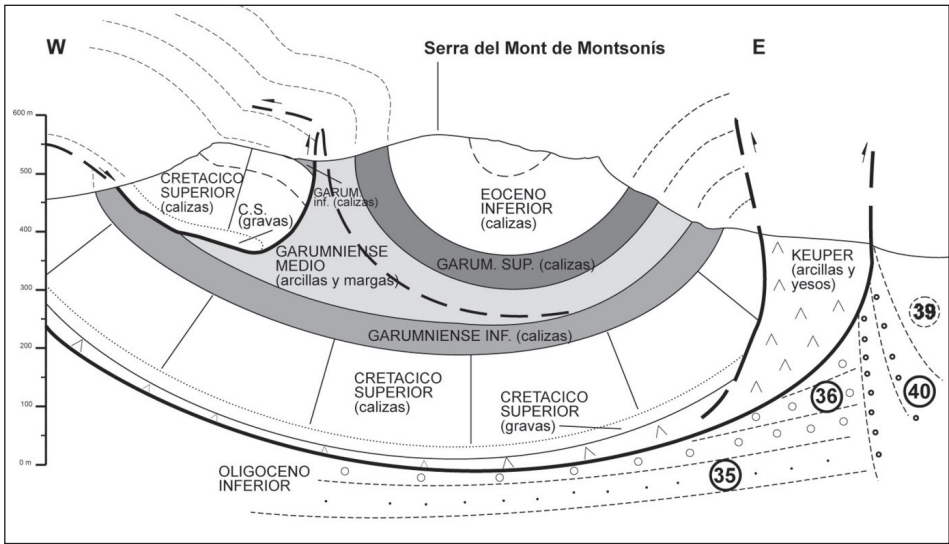 W
Serra del Mont de Montsonís
E
600 m
500
400
300
200
100
0 m
CRETACICO
SUPERIOR
(calizas)
C.S.
(gravas)
GARUM.
inf. (calizas)
EOCENO
INFERIOR
(calizas)
GARUMNIENSE
MEDIO
(arcillas y margas)
GARUM. SUP. (calizas)
KEUPER
(arcillas y
yesos)
GARUMNIENSE INF. (calizas)
CRETACICO
SUPERIOR
(calizas)
CRETACICO
SUPERIOR
(gravas)
OLIGOCENO
INFERIOR
39
36
40
35